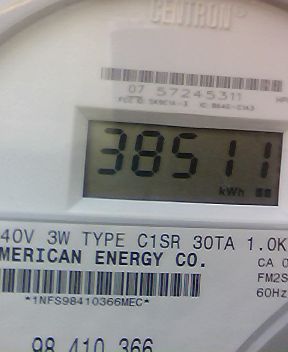 CENTRON®
07 57245311
38511
kWh
40V 3W TYPE C1SR 30TA 1.0K
MERICAN ENERGY CO.
CA 0
FM2S
60Hz
*1NFS98410366MEC*
98 410 366